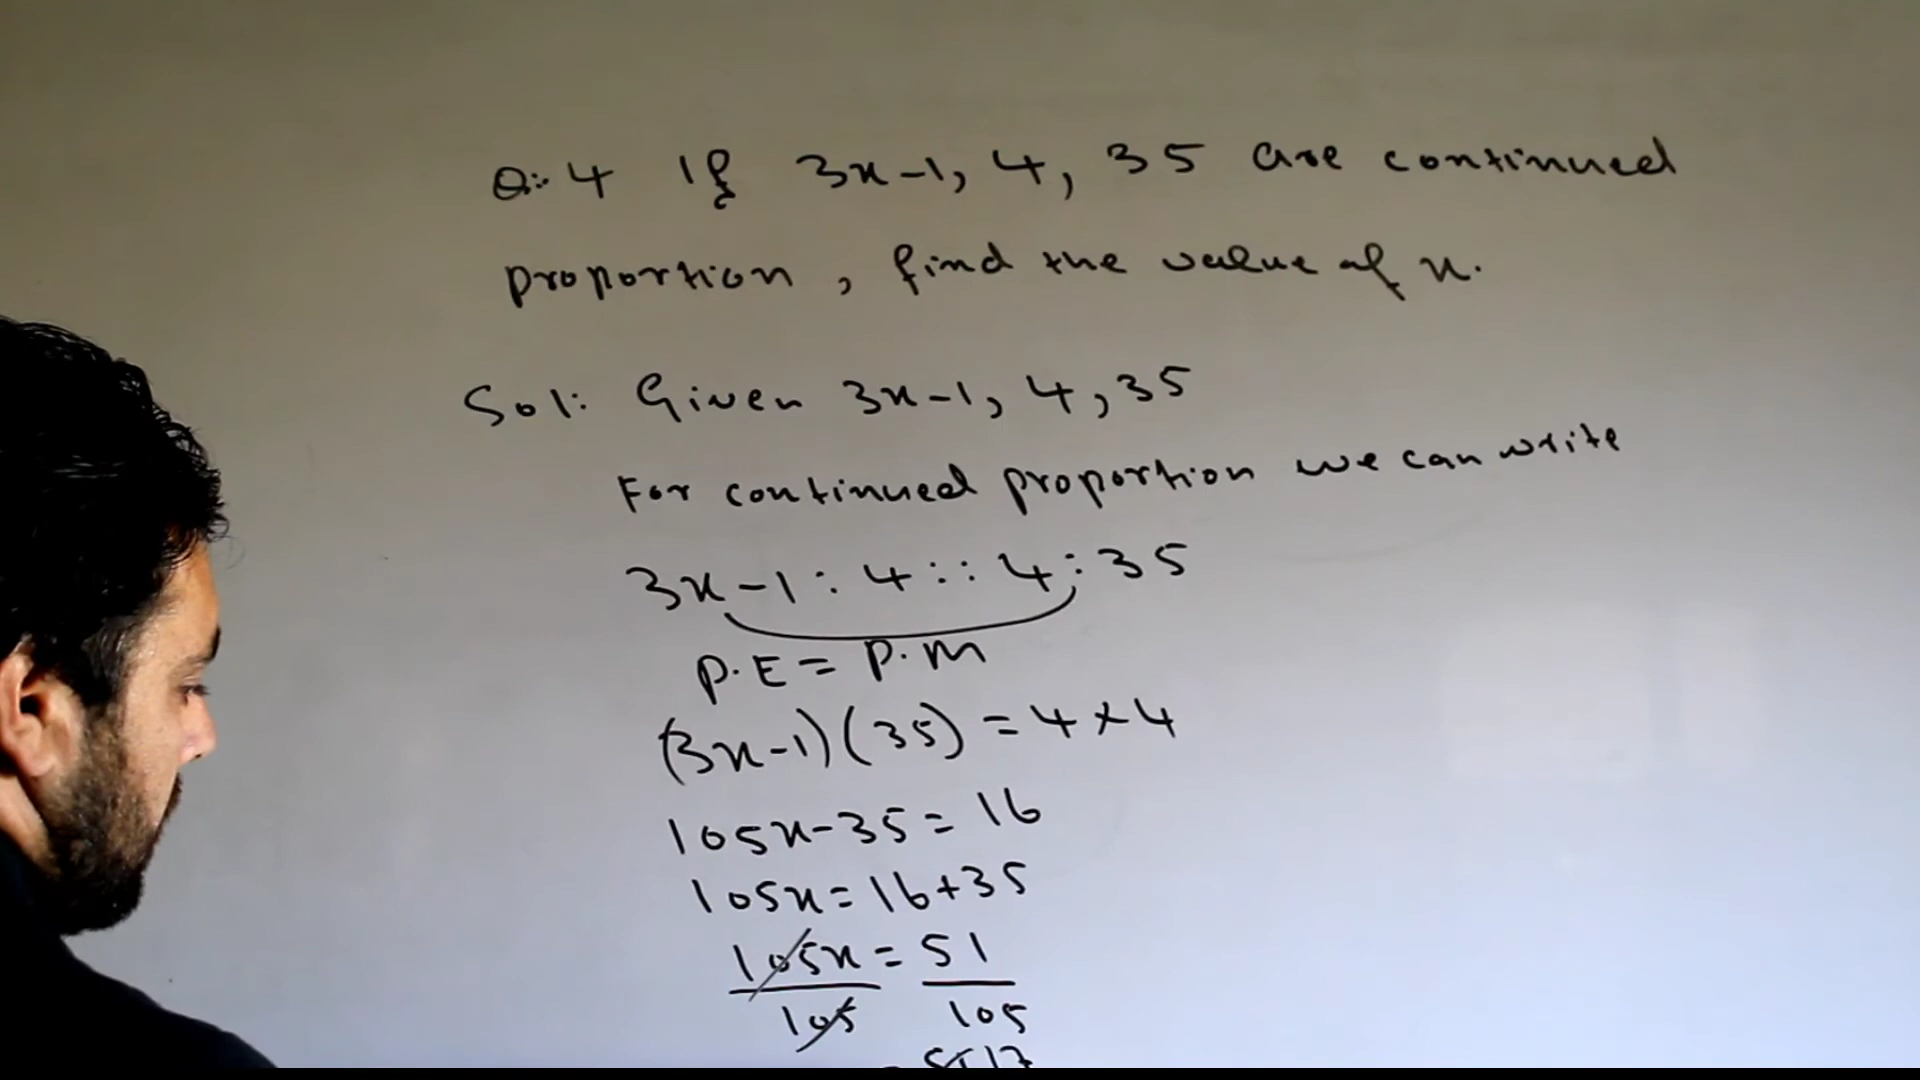 Q:. 4 If 3x-1, 4, 35 are continued
proportion, find the value of x.
Sol: Given 3x-1, 4, 35
For continued proportion we can write
3x-1 : 4 :: 4 : 35
P.E = P.M
(3x-1)(35) = 4×4
105x-35 = 16
105x = 16+35
105x = 51
105 105